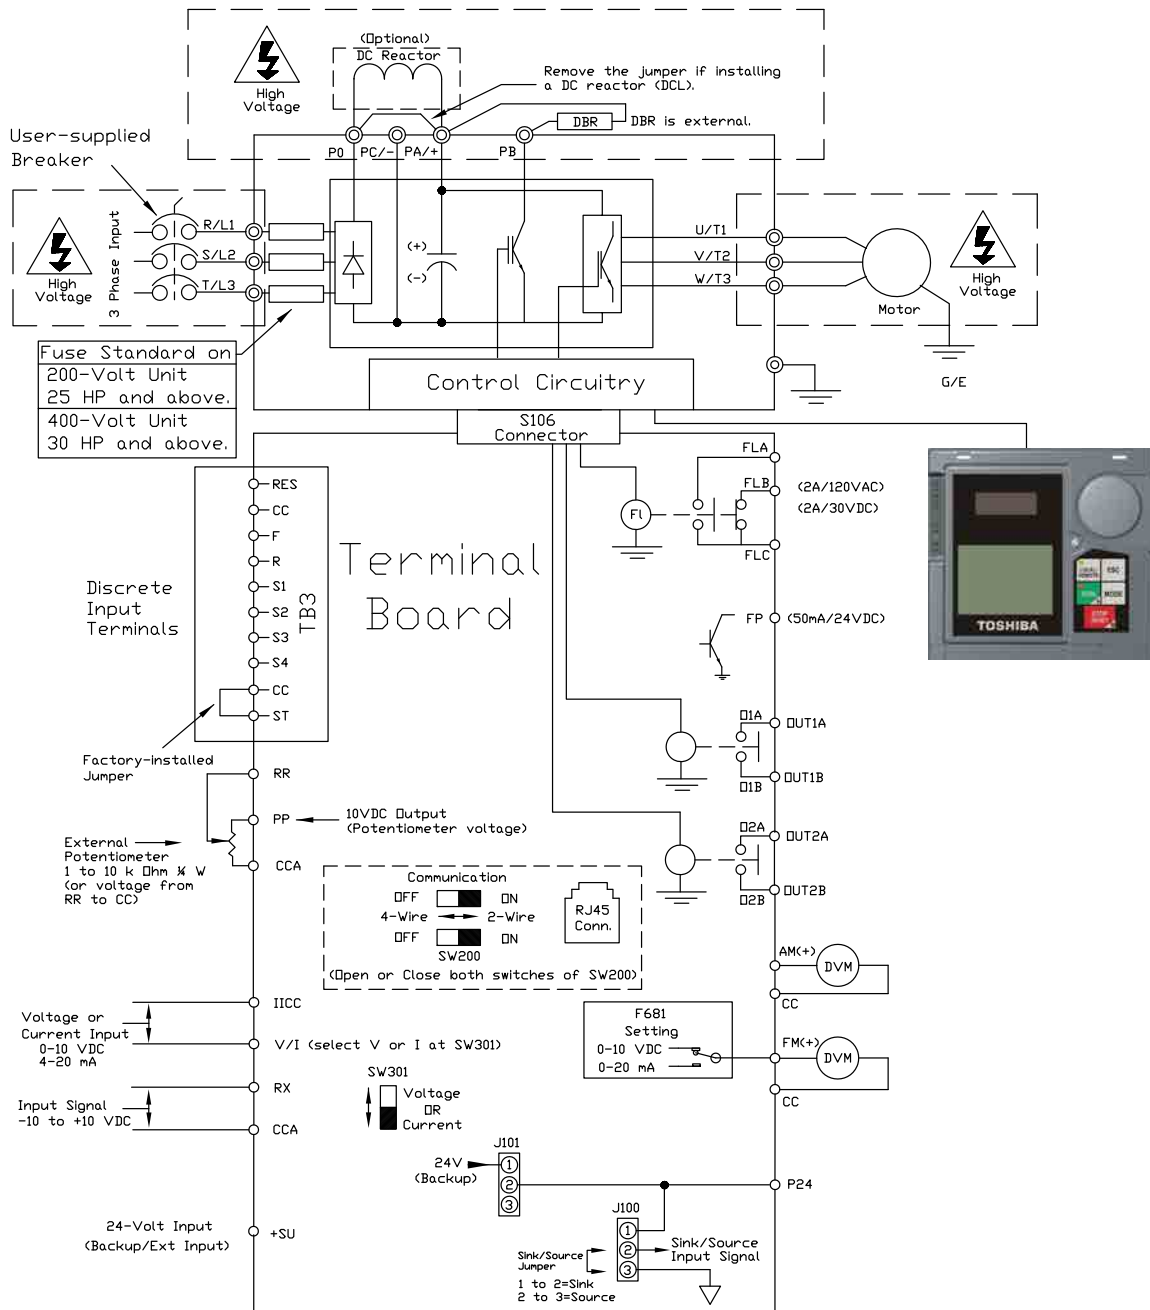 (Optional)
DC Reactor
High
Voltage
Remove the jumper if installing
a DC reactor (DCL).
DBR
DBR is external.
P0
PC/-
PA/+
PB
User-supplied
Breaker
3 Phase Input
R/L1
S/L2
T/L3
High
Voltage
(+)
(-)
U/T1
V/T2
W/T3
Motor
High
Voltage
G/E
Fuse Standard on
200-Volt Unit
25 HP and above.
400-Volt Unit
30 HP and above.
Control Circuitry
S106
Connector
RES
CC
F
R
S1
S2
S3
S4
CC
ST
TB3
Discrete
Input
Terminals
Terminal
Board
Factory-installed
Jumper
FLA
FLB
(2A/120VAC)
(2A/30VDC)
Fl
FLC
FP
(50mA/24VDC)
ESC
MODE
TOSHIBA
O1A
OUT1A
O1B
OUT1B
O2A
OUT2A
O2B
OUT2B
RR
PP
10VDC Output
(Potentiometer voltage)
CCA
External
Potentiometer
1 to 10 k Ohm ¼ W
(or voltage from
RR to CC)
Communication
OFF
ON
4-Wire
2-Wire
OFF
ON
SW200
(Open or Close both switches of SW200)
RJ45
Conn.
AM(+)
DVM
CC
F681
Setting
0-10 VDC
0-20 mA
FM(+)
DVM
CC
IICC
Voltage or
Current Input
0-10 VDC
4-20 mA
V/I (select V or I at SW301)
SW301
Voltage
OR
Current
RX
Input Signal
-10 to +10 VDC
CCA
J101
24V
(Backup)
1
2
3
P24
24-Volt Input
(Backup/Ext Input)
+SU
J100
1
2
3
Sink/Source
Input Signal
Sink/Source
Jumper
1 to 2=Sink
2 to 3=Source